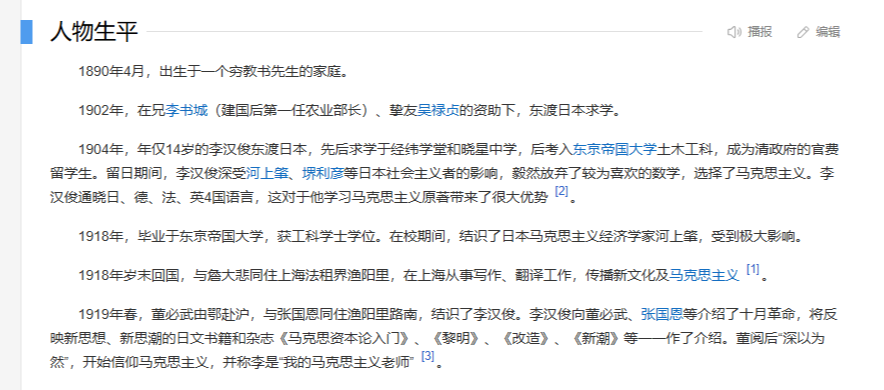 人物生平
播报
编辑
1890年4月，出生于一个穷教书先生的家庭。
1902年，在兄李书城（建国后第一任农业部长）、挚友吴禄贞的资助下，东渡日本求学。
1904年，年仅14岁的李汉俊东渡日本，先后求学于经纬学堂和晓星中学，后考入东京帝国大学土木工科，成为清政府的官费
留学生。留日期间，李汉俊深受河上肇、堺利彦等日本社会主义者的影响，毅然放弃了较为喜欢的数学，选择了马克思主义。李
汉俊通晓日、德、法、英4国语言，这对于他学习马克思主义原著带来了很大优势 [2] 。
1918年，毕业于东京帝国大学，获工科学士学位。在校期间，结识了日本马克思主义经济学家河上肇，受到极大影响。
1918年岁末回国，与詹大悲同住上海法租界渔阳里，在上海从事写作、翻译工作，传播新文化及马克思主义 [1] 。
1919年春，董必武由鄂赴沪，与张国恩同住渔阳里路南，结识了李汉俊。李汉俊向董必武、张国恩等介绍了十月革命，将反
映新思想、新思潮的日文书籍和杂志《马克思资本论入门》、《黎明》、《改造》、《新潮》等一一作了介绍。董阅后“深以为
然”，开始信仰马克思主义，并称李是“我的马克思主义老师” [3] 。